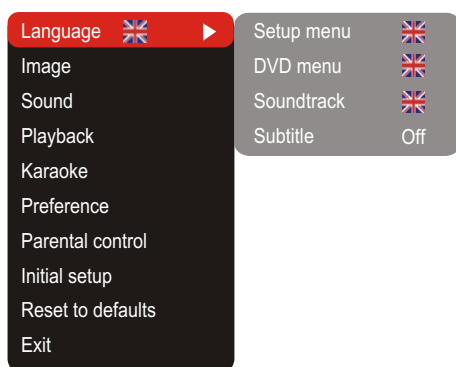 Language
Image
Sound
Playback
Karaoke
Preference
Parental control
Initial setup
Reset to defaults
Exit
Setup menu
DVD menu
Soundtrack
Subtitle Off